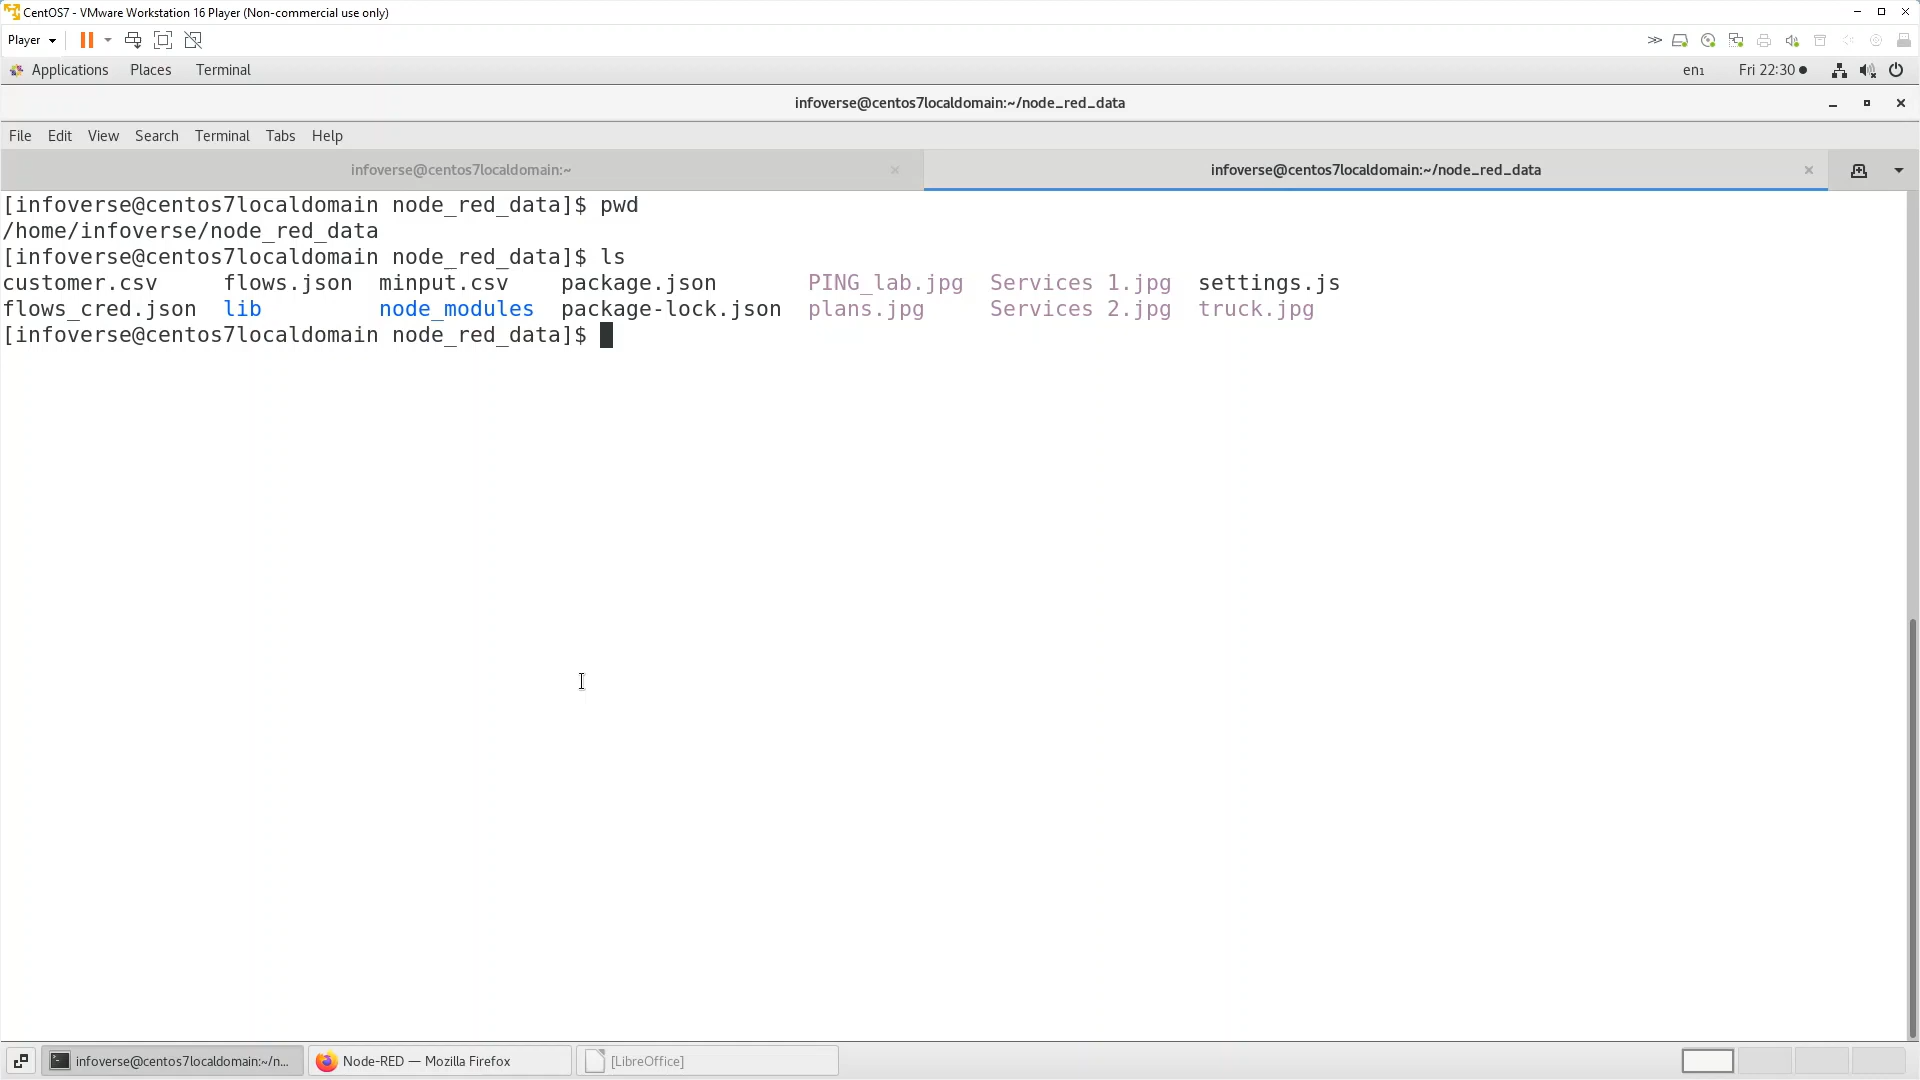 CentOS7 - VMware Workstation 16 Player (Non-commercial use only)
Player
Applications Places Terminal en1 Fri 22:30
infoverse@centos7localdomain:~/node_red_data
File Edit View Search Terminal Tabs Help
infoverse@centos7localdomain:~ infoverse@centos7localdomain:~/node_red_data
[infoverse@centos7localdomain node_red_data]$ pwd
/home/infoverse/node_red_data
[infoverse@centos7localdomain node_red_data]$ ls
customer.csv flows.json minput.csv package.json PING_lab.jpg Services 1.jpg settings.js
flows_cred.json lib node_modules package-lock.json plans.jpg Services 2.jpg truck.jpg
[infoverse@centos7localdomain node_red_data]$
infoverse@centos7localdomain:~/n... Node-RED — Mozilla Firefox [LibreOffice]